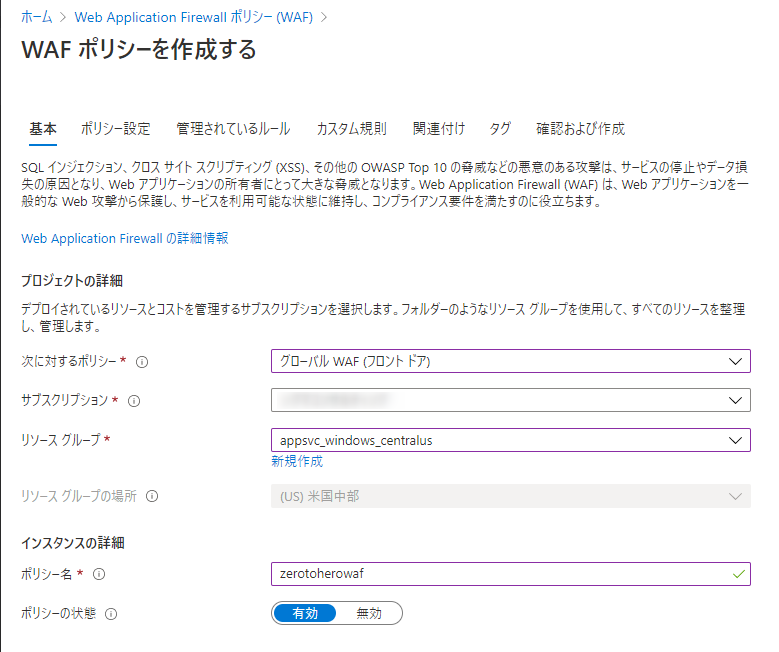 ホーム > Web Application Firewall ポリシー (WAF) >
WAF ポリシーを作成する
基本 ポリシー設定 管理されているルール カスタム規則 関連付け タグ 確認および作成
SQL インジェクション、クロス サイト スクリプティング (XSS)、その他の OWASP Top 10 の脅威などの悪意のある攻撃は、サービスの停止やデータ損
失の原因となり、Web アプリケーションの所有者にとって大きな脅威となります。Web Application Firewall (WAF) は、Web アプリケーションを一
般的な Web 攻撃から保護し、サービスを利用可能な状態に維持し、コンプライアンス要件を満たすのに役立ちます。
Web Application Firewall の詳細情報
プロジェクトの詳細
デプロイされているリソースとコストを管理するサブスクリプションを選択します。フォルダーのようなリソース グループを使用して、すべてのリソースを整理
し、管理します。
次に対するポリシー * グローバル WAF (フロント ドア)
サブスクリプション *
リソース グループ * appsvc_windows_centralus
新規作成
リソース グループの場所 (US) 米国中部
インスタンスの詳細
ポリシー名 * zerotoherowaf
ポリシーの状態 有効 無効